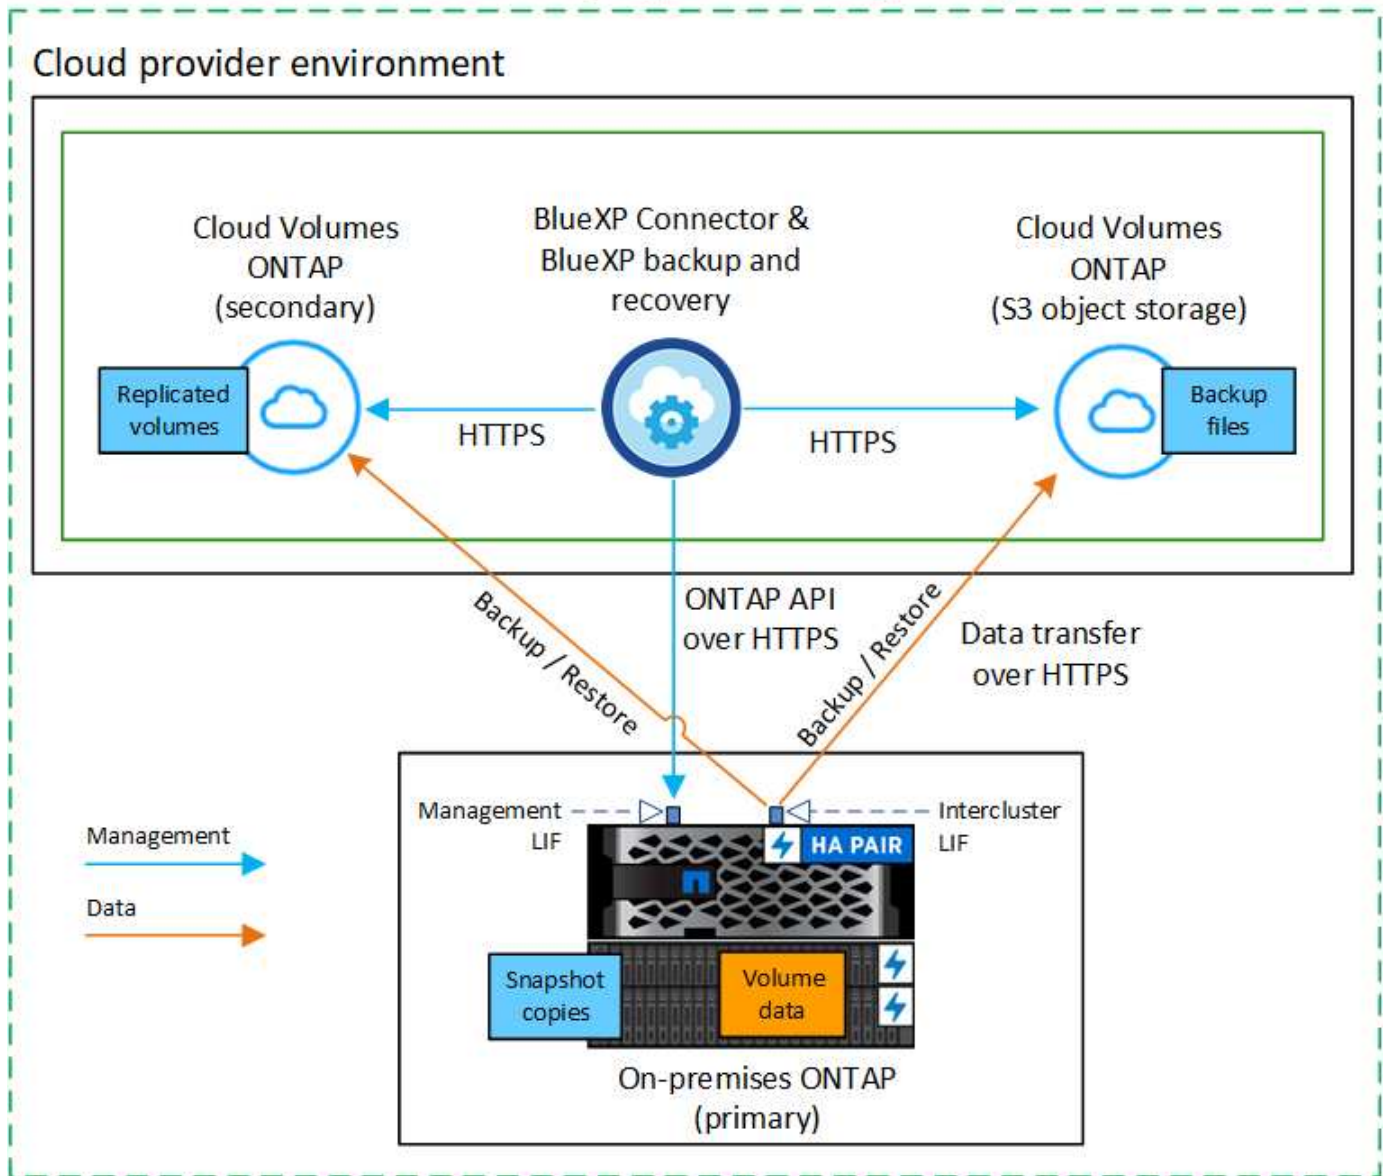 Cloud provider environment
Cloud Volumes
ONTAP
(secondary)
BlueXP Connector &
BlueXP backup and
recovery
Cloud Volumes
ONTAP
(S3 object storage)
Replicated
volumes
HTTPS
HTTPS
Backup
files
Backup / Restore
ONTAP API
over HTTPS
Backup / Restore
Data transfer
over HTTPS
Management
LIF
Intercluster
LIF
HA PAIR
Management
Data
Snapshot
copies
Volume
data
On-premises ONTAP
(primary)